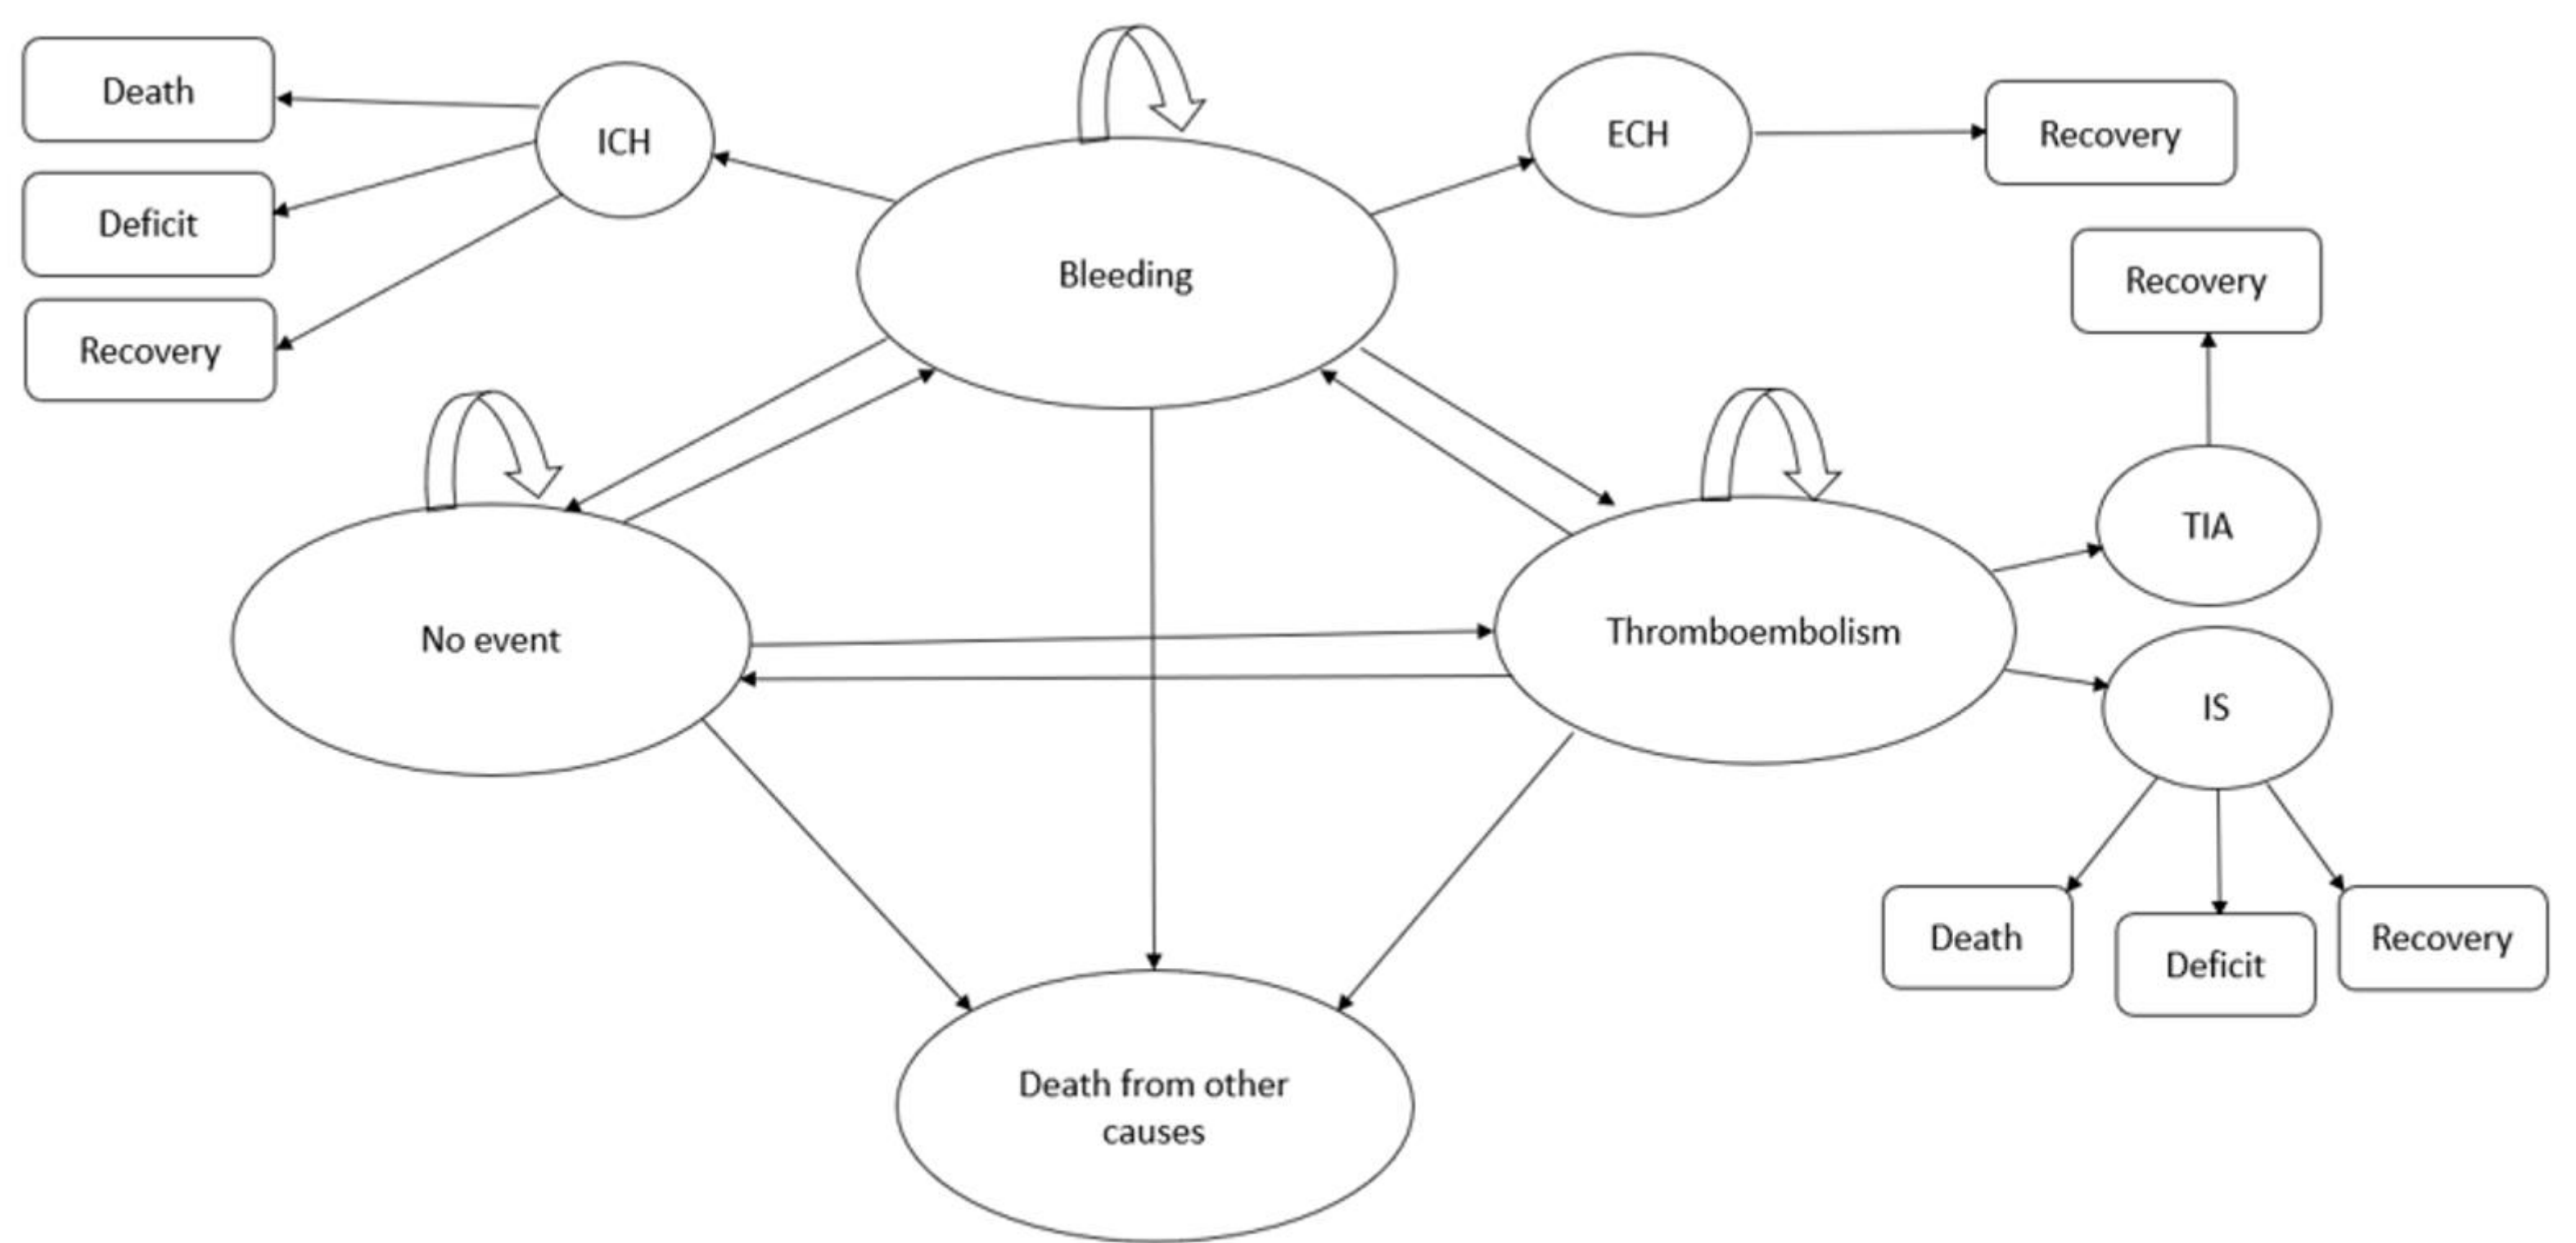 Death
ICH
ECH
Recovery
Deficit
Bleeding
Recovery
Recovery
TIA
No event
Thromboembolism
IS
Death
Deficit
Recovery
Death from other
causes